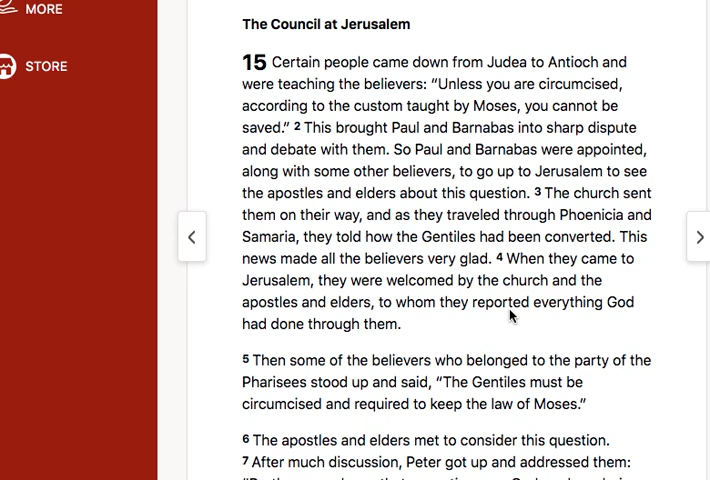 MORE
STORE
The Council at Jerusalem
15 Certain people came down from Judea to Antioch and
were teaching the believers: “Unless you are circumcised,
according to the custom taught by Moses, you cannot be
saved.” 2 This brought Paul and Barnabas into sharp dispute
and debate with them. So Paul and Barnabas were appointed,
along with some other believers, to go up to Jerusalem to see
the apostles and elders about this question. 3 The church sent
them on their way, and as they traveled through Phoenicia and
Samaria, they told how the Gentiles had been converted. This
news made all the believers very glad. 4 When they came to
Jerusalem, they were welcomed by the church and the
apostles and elders, to whom they reported everything God
had done through them.
5 Then some of the believers who belonged to the party of the
Pharisees stood up and said, “The Gentiles must be
circumcised and required to keep the law of Moses.”
6 The apostles and elders met to consider this question.
7 After much discussion, Peter got up and addressed them: